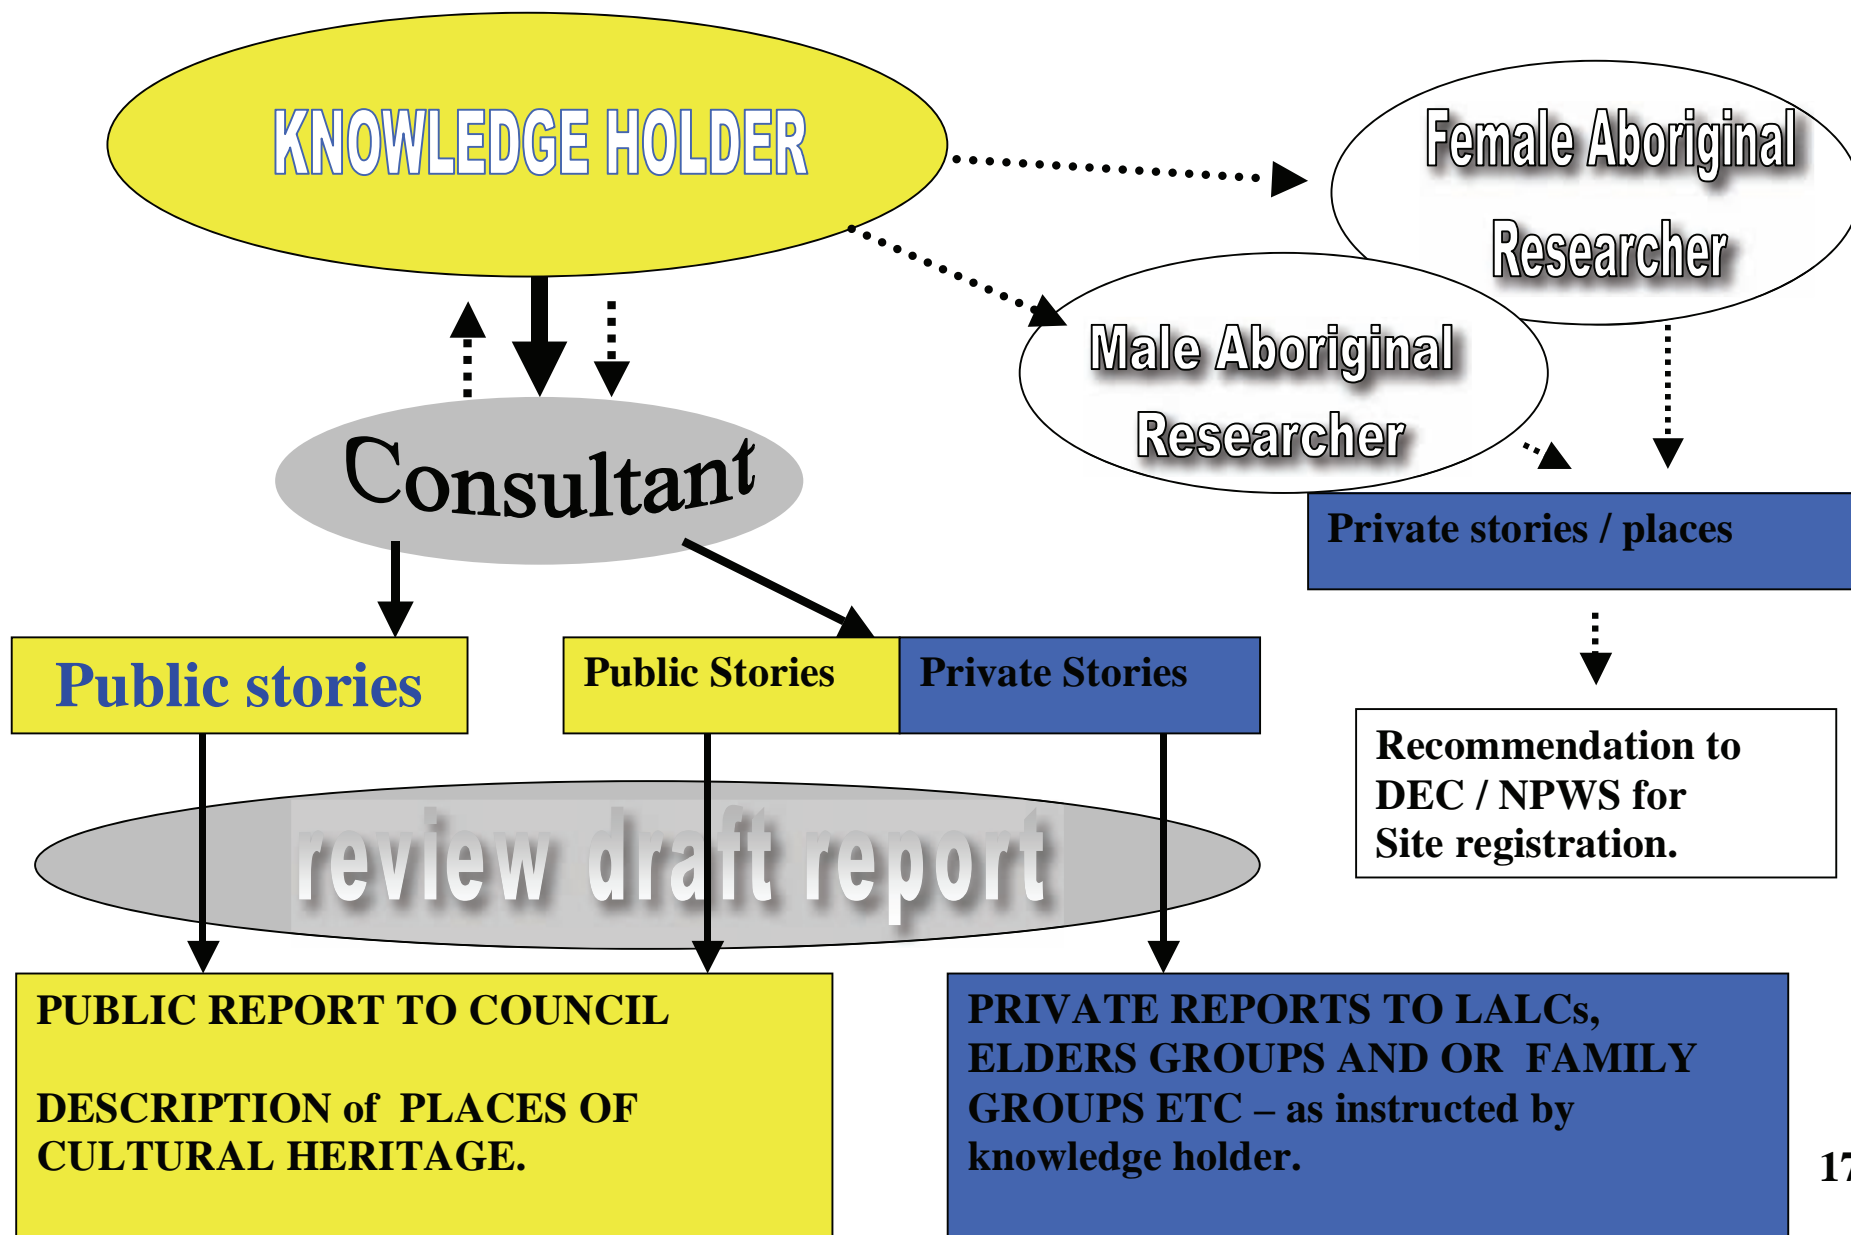 KNOWLEDGE HOLDER
Female Aboriginal
Researcher
Male Aboriginal
Researcher
Consultant
Private stories / places
Public stories
Public Stories
Private Stories
Recommendation to
DEC / NPWS for
Site registration.
review draft report
PUBLIC REPORT TO COUNCIL
DESCRIPTION of PLACES OF
CULTURAL HERITAGE.
PRIVATE REPORTS TO LALCs,
ELDERS GROUPS AND OR FAMILY
GROUPS ETC – as instructed by
knowledge holder.
17